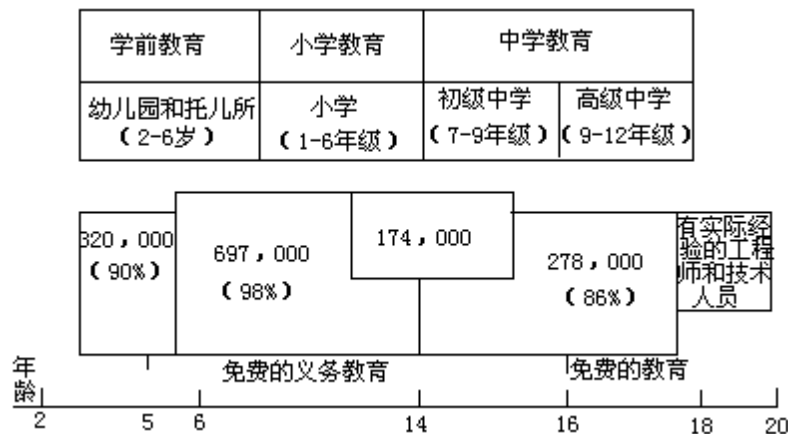 学前教育 小学教育 中学教育
幼儿园和托儿所 小学 初级中学 高级中学
(2-6岁) (1-6年级) (7-9年级) (9-12年级)
320,000 697,000 174,000 278,000 有实际经
(90%) (98%) (86%) 验的工程
师和技术
人员
年龄 免费的义务教育 免费的教育
2 5 6 14 16 18 20